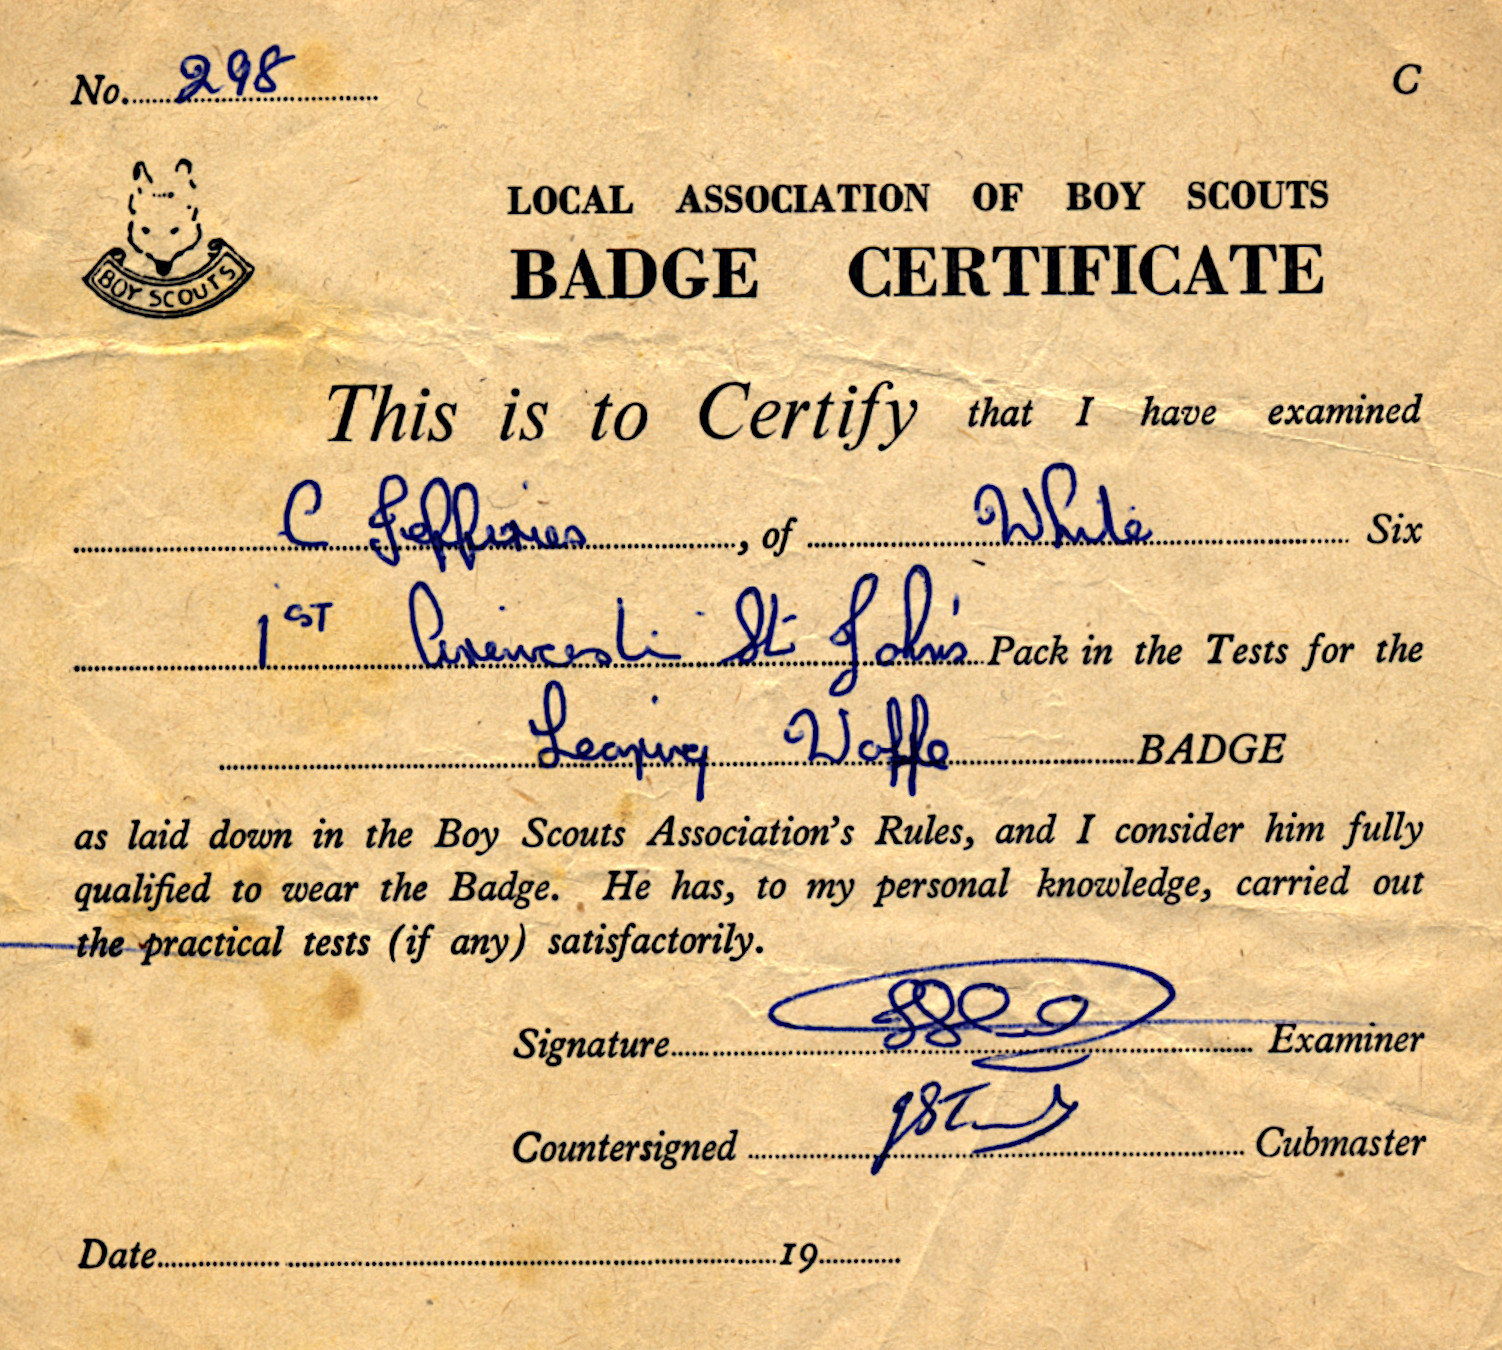 No. 298
C
BOY SCOUTS
LOCAL ASSOCIATION OF BOY SCOUTS
BADGE CERTIFICATE
This is to Certify that I have examined
C Jefferies, of White Six
1ST Cirencester St John's Pack in the Tests for the
Leaping Wolfe BADGE
as laid down in the Boy Scouts Association's Rules, and I consider him fully
qualified to wear the Badge. He has, to my personal knowledge, carried out
the practical tests (if any) satisfactorily.
Signature Examiner
Countersigned Cubmaster
Date 19